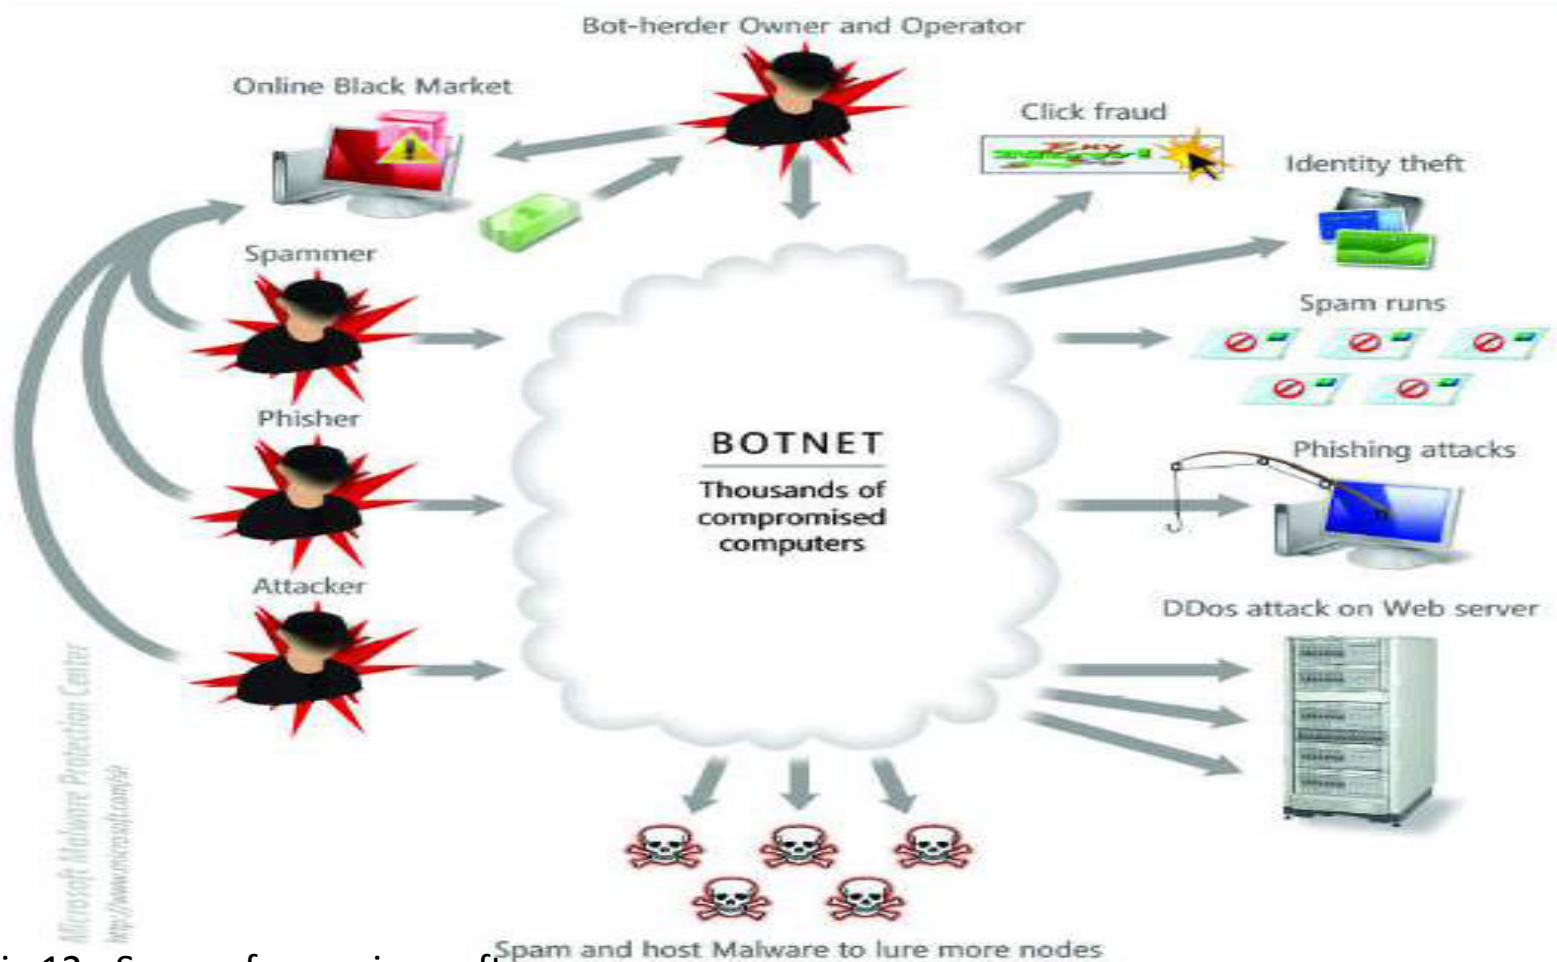 Bot-herder Owner and Operator
Online Black Market
Click fraud
Identity theft
Spammer
Spam runs
Phisher
BOTNET
Thousands of
compromised
computers
Phishing attacks
Attacker
DDos attack on Web server
Microsoft Malware Protection Center
Spam and host Malware to lure more nodes